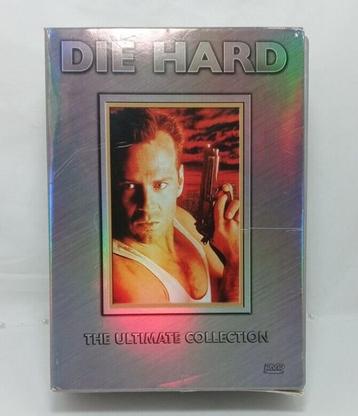 DIE HARD
THE ULTIMATE COLLECTION
DVD